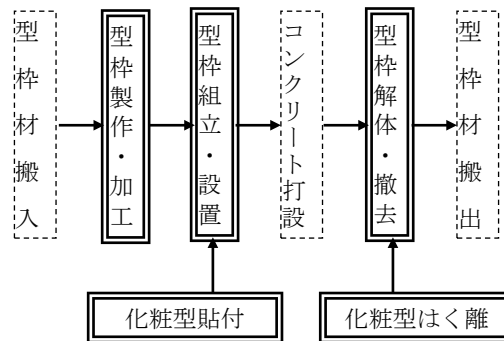 型枠材搬入
型枠製作・加工
型枠組立・設置
コンクリート打設
型枠解体・撤去
型枠材搬出
化粧型貼付
化粧型はく離